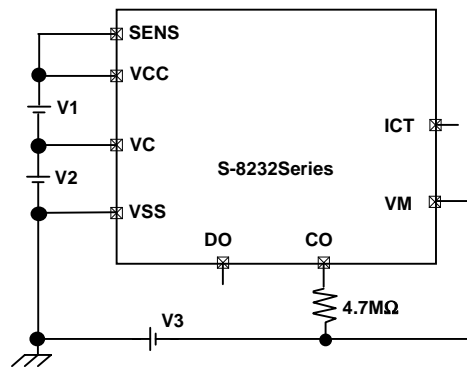 SENS
VCC
V1
ICT
VC
S-8232Series
V2
VM
VSS
DO
CO
4.7MΩ
V3